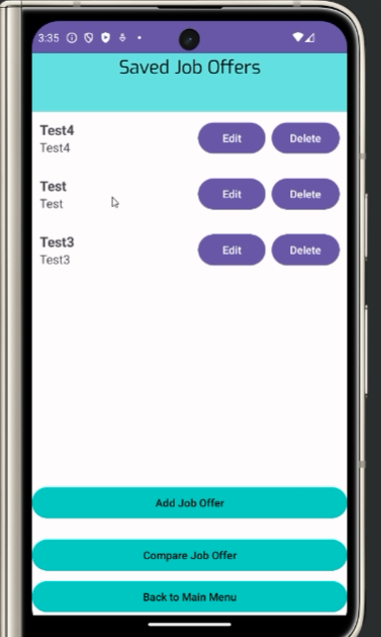 3:35
Saved Job Offers
Test4
Test4
Edit
Delete
Test
Test
Edit
Delete
Test3
Test3
Edit
Delete
Add Job Offer
Compare Job Offer
Back to Main Menu